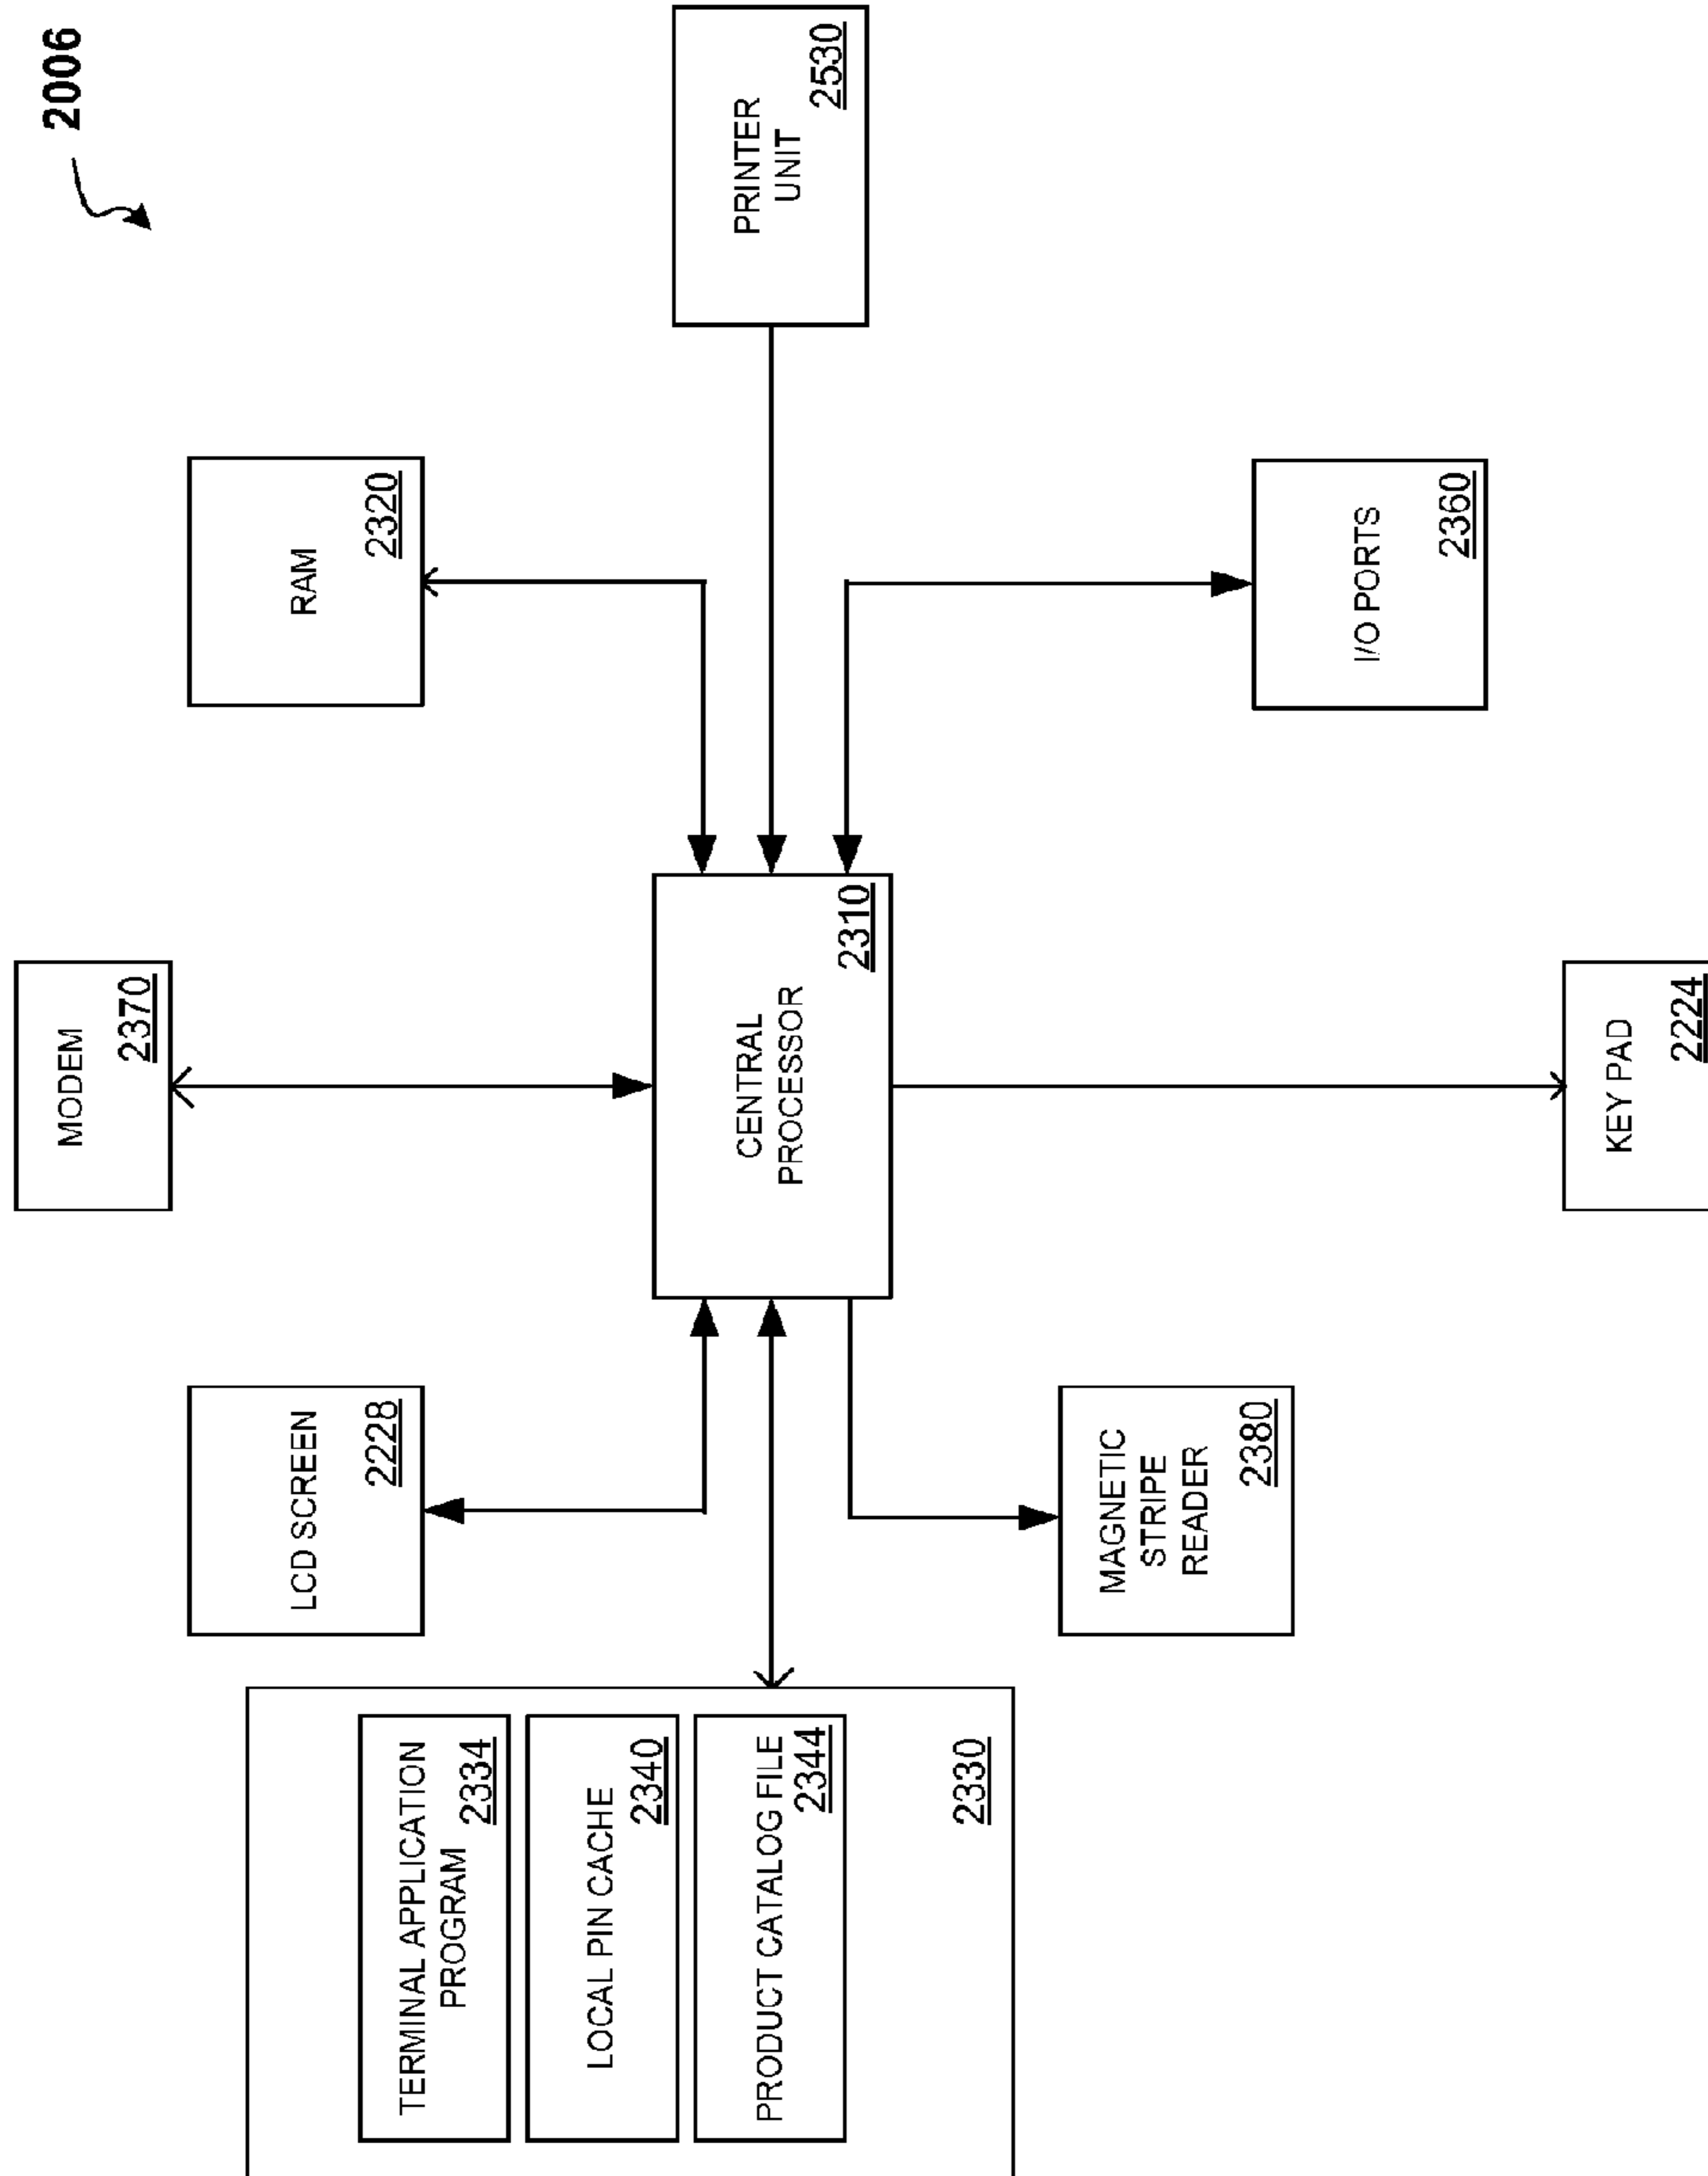 2006
MODEM
2370
LCD SCREEN
2228
RAM
2320
TERMINAL APPLICATION
PROGRAM
2334
LOCAL PIN CACHE
2340
PRODUCT CATALOG FILE
2344
2330
CENTRAL
PROCESSOR
2310
PRINTER
UNIT
2530
MAGNETIC
STRIPE
READER
2380
I/O PORTS
2360
KEY PAD
2224